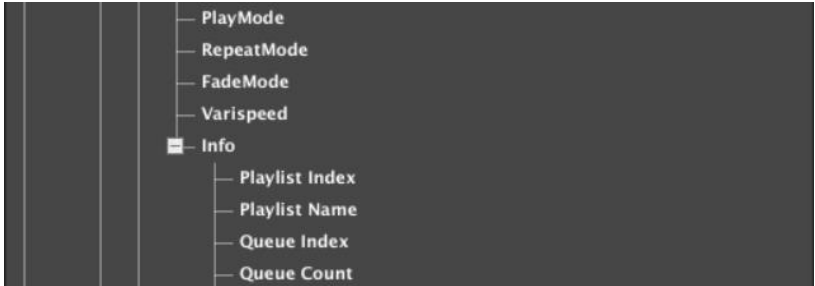 PlayMode
RepeatMode
FadeMode
Varispeed
Info
Playlist Index
Playlist Name
Queue Index
Queue Count